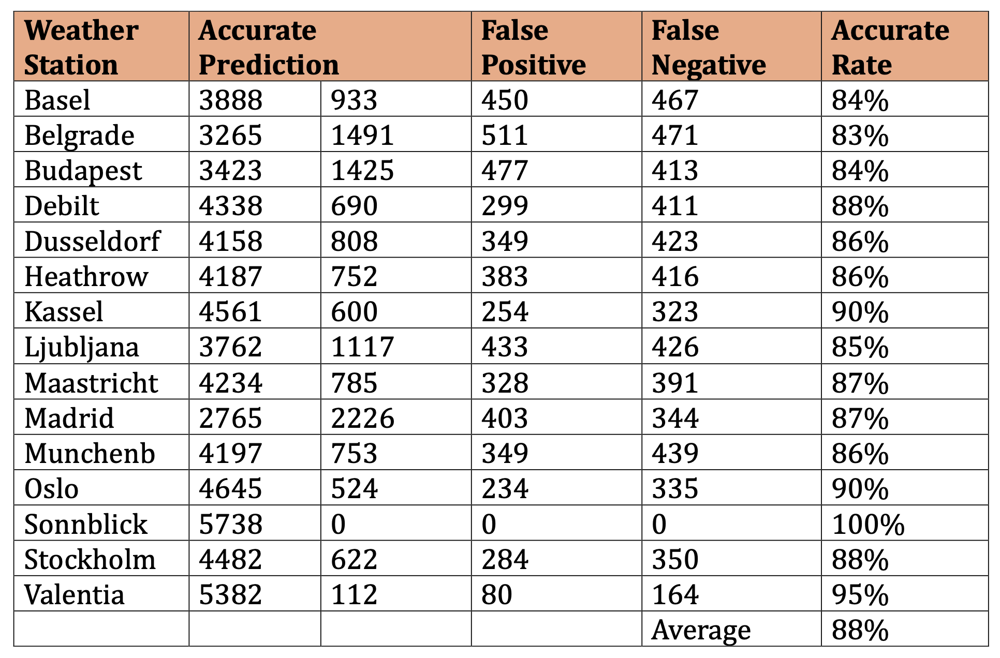 Weather Station Accurate Prediction False Positive False Negative Accurate Rate
Basel 3888 933 450 467 84%
Belgrade 3265 1491 511 471 83%
Budapest 3423 1425 477 413 84%
Debilt 4338 690 299 411 88%
Dusseldorf 4158 808 349 423 86%
Heathrow 4187 752 383 416 86%
Kassel 4561 600 254 323 90%
Ljubljana 3762 1117 433 426 85%
Maastricht 4234 785 328 391 87%
Madrid 2765 2226 403 344 87%
Munchenb 4197 753 349 439 86%
Oslo 4645 524 234 335 90%
Sonnblick 5738 0 0 0 100%
Stockholm 4482 622 284 350 88%
Valentia 5382 112 80 164 95%
Average 88%